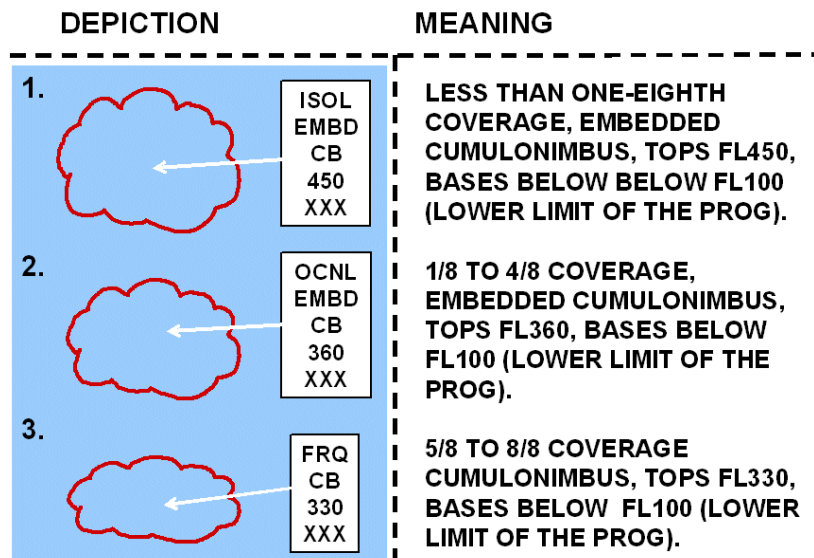 DEPICTION
MEANING
1.
ISOL
EMBD
CB
450
XXX
LESS THAN ONE-EIGHTH
COVERAGE, EMBEDDED
CUMULONIMBUS, TOPS FL450,
BASES BELOW BELOW FL100
(LOWER LIMIT OF THE PROG).
2.
OCNL
EMBD
CB
360
XXX
1/8 TO 4/8 COVERAGE,
EMBEDDED CUMULONIMBUS,
TOPS FL360, BASES BELOW
FL100 (LOWER LIMIT OF THE
PROG).
3.
FRQ
CB
330
XXX
5/8 TO 8/8 COVERAGE
CUMULONIMBUS, TOPS FL330,
BASES BELOW FL100 (LOWER
LIMIT OF THE PROG).